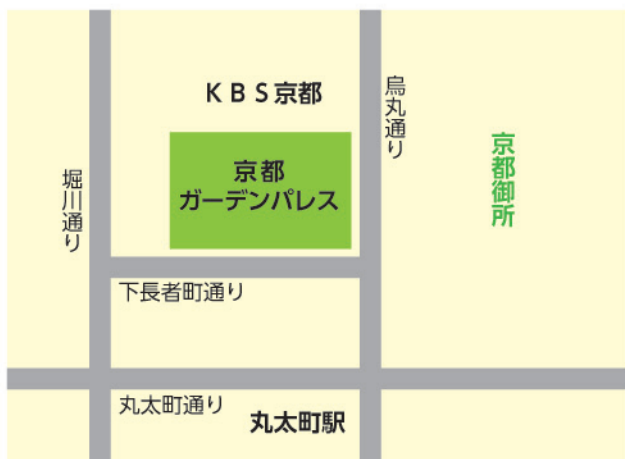 KBS京都
烏丸通り
京都
ガーデンパレス
京都御所
堀川通り
下長者町通り
丸太町通り
丸太町駅